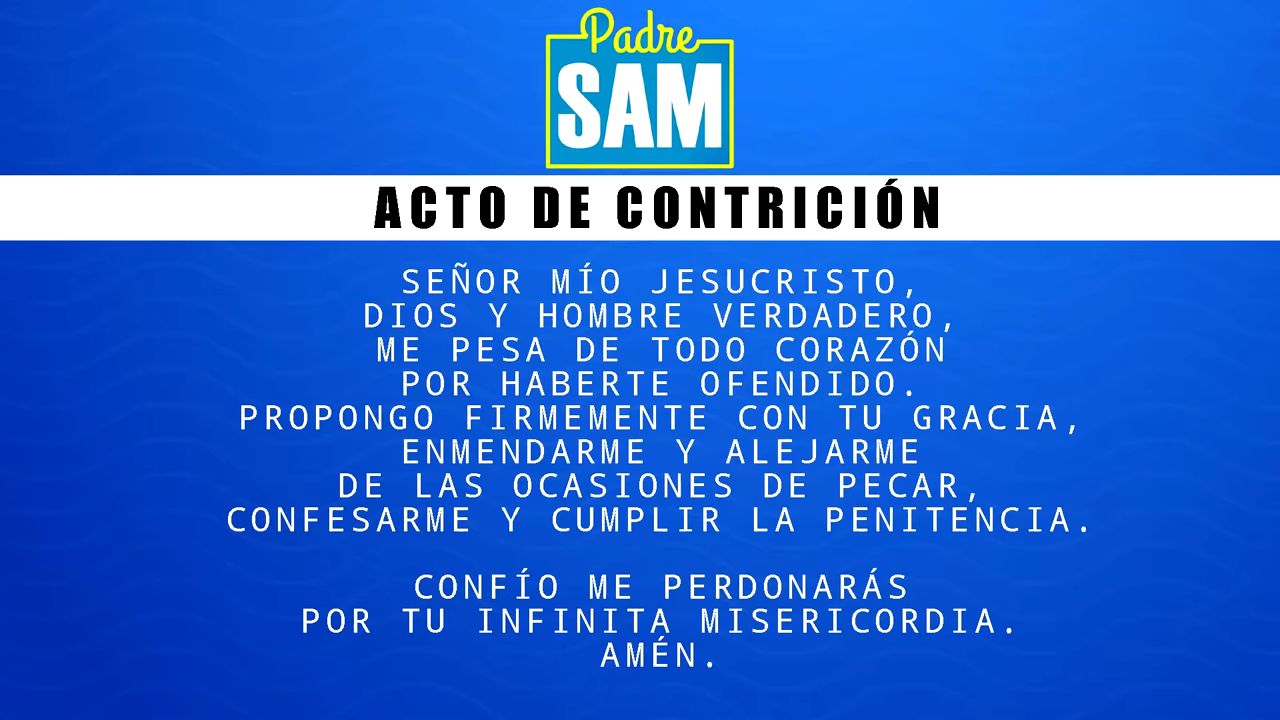 Padre
SAM
ACTO DE CONTRICIÓN
SEÑOR MÍO JESUCRISTO,
DIOS Y HOMBRE VERDADERO,
ME PESA DE TODO CORAZÓN
POR HABERTE OFENDIDO.
PROPONGO FIRMEMENTE CON TU GRACIA,
ENMENDARME Y ALEJARME
DE LAS OCASIONES DE PECAR,
CONFESARME Y CUMPLIR LA PENITENCIA.
CONFÍO ME PERDONARÁS
POR TU INFINITA MISERICORDIA.
AMÉN.